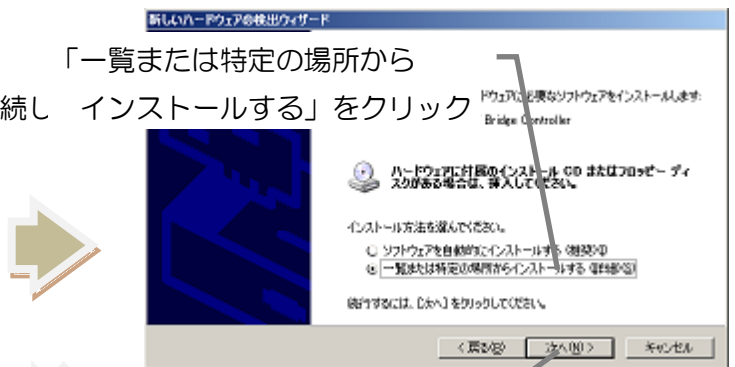 新しいハードウェアの検出ウィザード
「一覧または特定の場所から
続し インストールする」をクリック
ドウェアに必要なソフトウェアをインストールします:
Bridge Controller
ハードウェアに付属のインストール CD またはフロッピー ディ
スクがある場合は、挿入してください。
インストール方法を選んでください。
ソフトウェアを自動的にインストールする (推奨)(I)
一覧または特定の場所からインストールする (詳細)(S)
続行するには、[次へ] をクリックしてください。
< 戻る(B) 次へ(N) > キャンセル